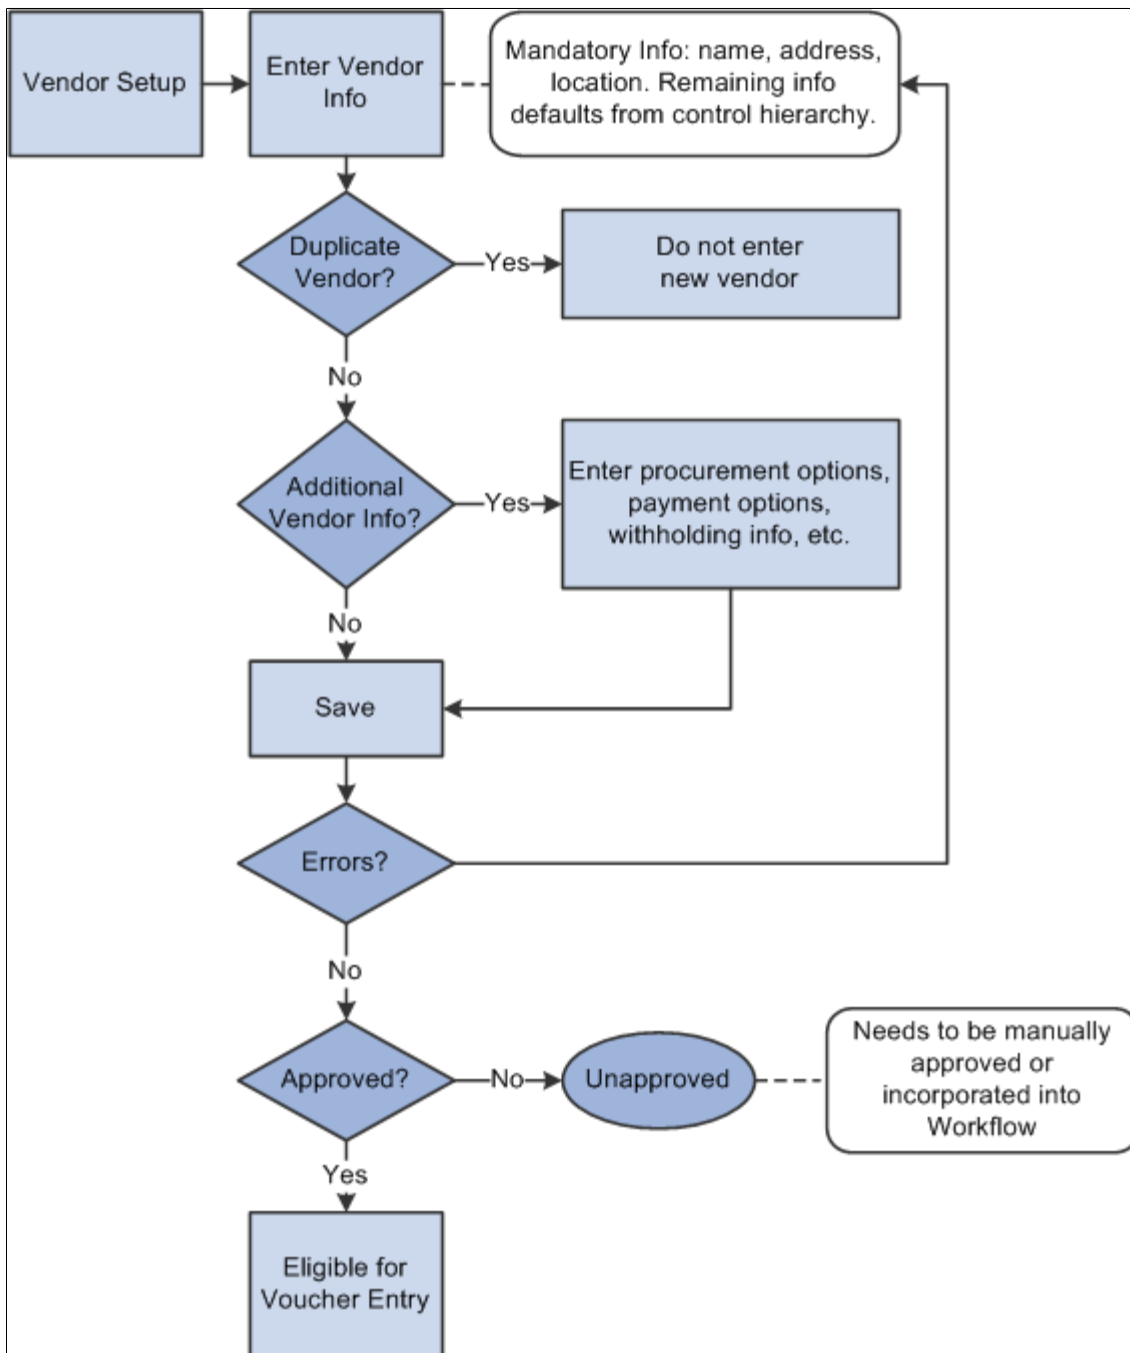 Vendor Setup
Enter Vendor
Info
Mandatory Info: name, address,
location. Remaining info
defaults from control hierarchy.
Duplicate
Vendor?
Yes
Do not enter
new vendor
No
Additional
Vendor Info?
Yes
Enter procurement options,
payment options,
withholding info, etc.
No
Save
Errors?
No
Approved?
No
Unapproved
Needs to be manually
approved or
incorporated into
Workflow
Yes
Eligible for
Voucher Entry